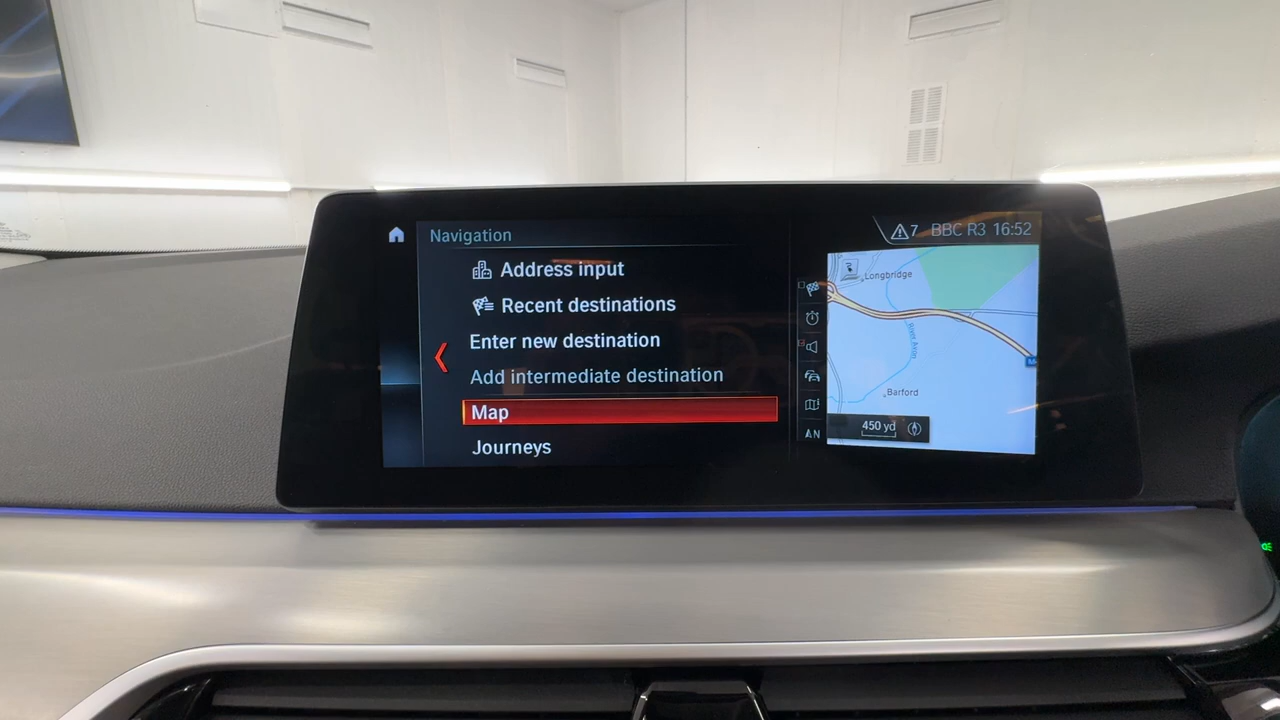 Navigation
Address input
Recent destinations
Enter new destination
Add intermediate destination
Map
Journeys
7 BBC R3 16:52
Longbridge
Barford
450 yd
N